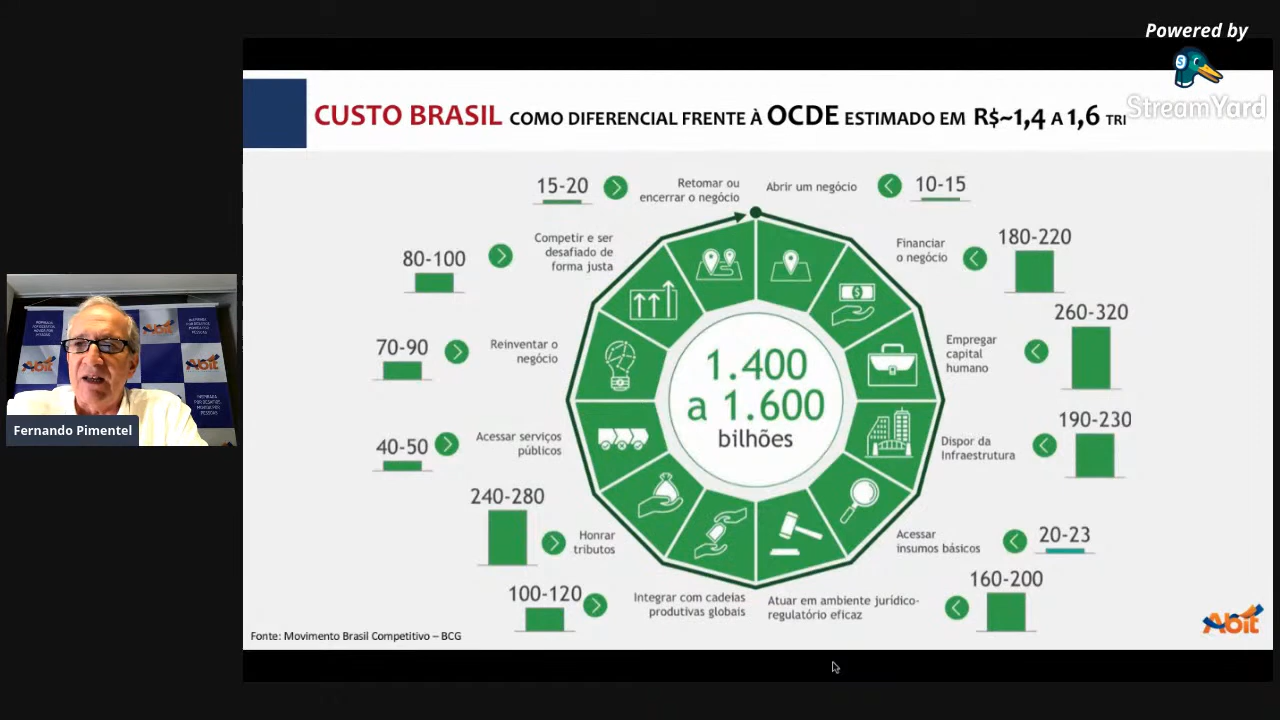 Powered by
StreamYard
CUSTO BRASIL COMO DIFERENCIAL FRENTE À OCDE ESTIMADO EM R$~1,4 A 1,6 TRI
15-20
Retomar ou
encerrar o negócio
Abrir um negócio
10-15
80-100
Competir e ser
desafiado de
forma justa
Financiar
o negócio
180-220
70-90
Reinventar o
negócio
Empregar
capital
humano
260-320
1.400
a 1.600
bilhões
40-50
Acessar serviços
públicos
Dispor da
Infraestrutura
190-230
240-280
Honrar
tributos
Acessar
insumos básicos
20-23
100-120
Integrar com cadeias
produtivas globais
Atuar em ambiente jurídico-
regulatório eficaz
160-200
Fonte: Movimento Brasil Competitivo – BCG
Abit
Abit
Abit
Abit
Fernando Pimentel